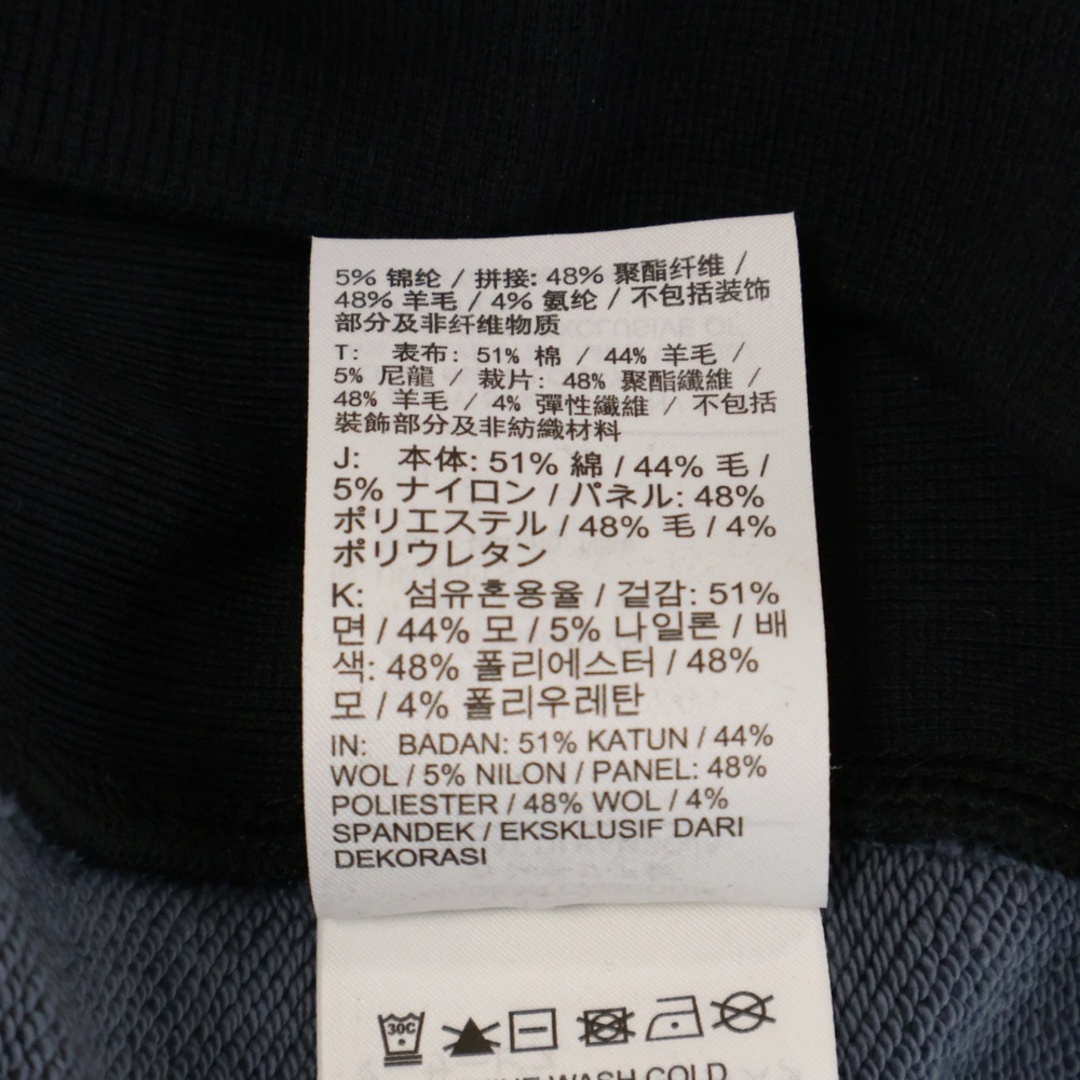 5% 锦纶 / 拼接: 48% 聚酯纤维 /
48% 羊毛 / 4% 氨纶 / 不包括装饰
部分及非纤维物质
T: 表布: 51% 棉 / 44% 羊毛 /
5% 尼龍 / 裁片: 48% 聚酯纖維 /
48% 羊毛 / 4% 彈性纖維 / 不包括
裝飾部分及非紡織材料
J: 本体: 51% 綿 / 44% 毛 /
5% ナイロン / パネル: 48%
ポリエステル / 48% 毛 / 4%
ポリウレタン
K: 섬유혼용율 / 겉감: 51%
면 / 44% 모 / 5% 나일론 / 배
색: 48% 폴리에스터 / 48%
모 / 4% 폴리우레탄
IN: BADAN: 51% KATUN / 44%
WOL / 5% NILON / PANEL: 48%
POLIESTER / 48% WOL / 4%
SPANDEK / EKSKLUSIF DARI
DEKORASI
30C
WASH COLD